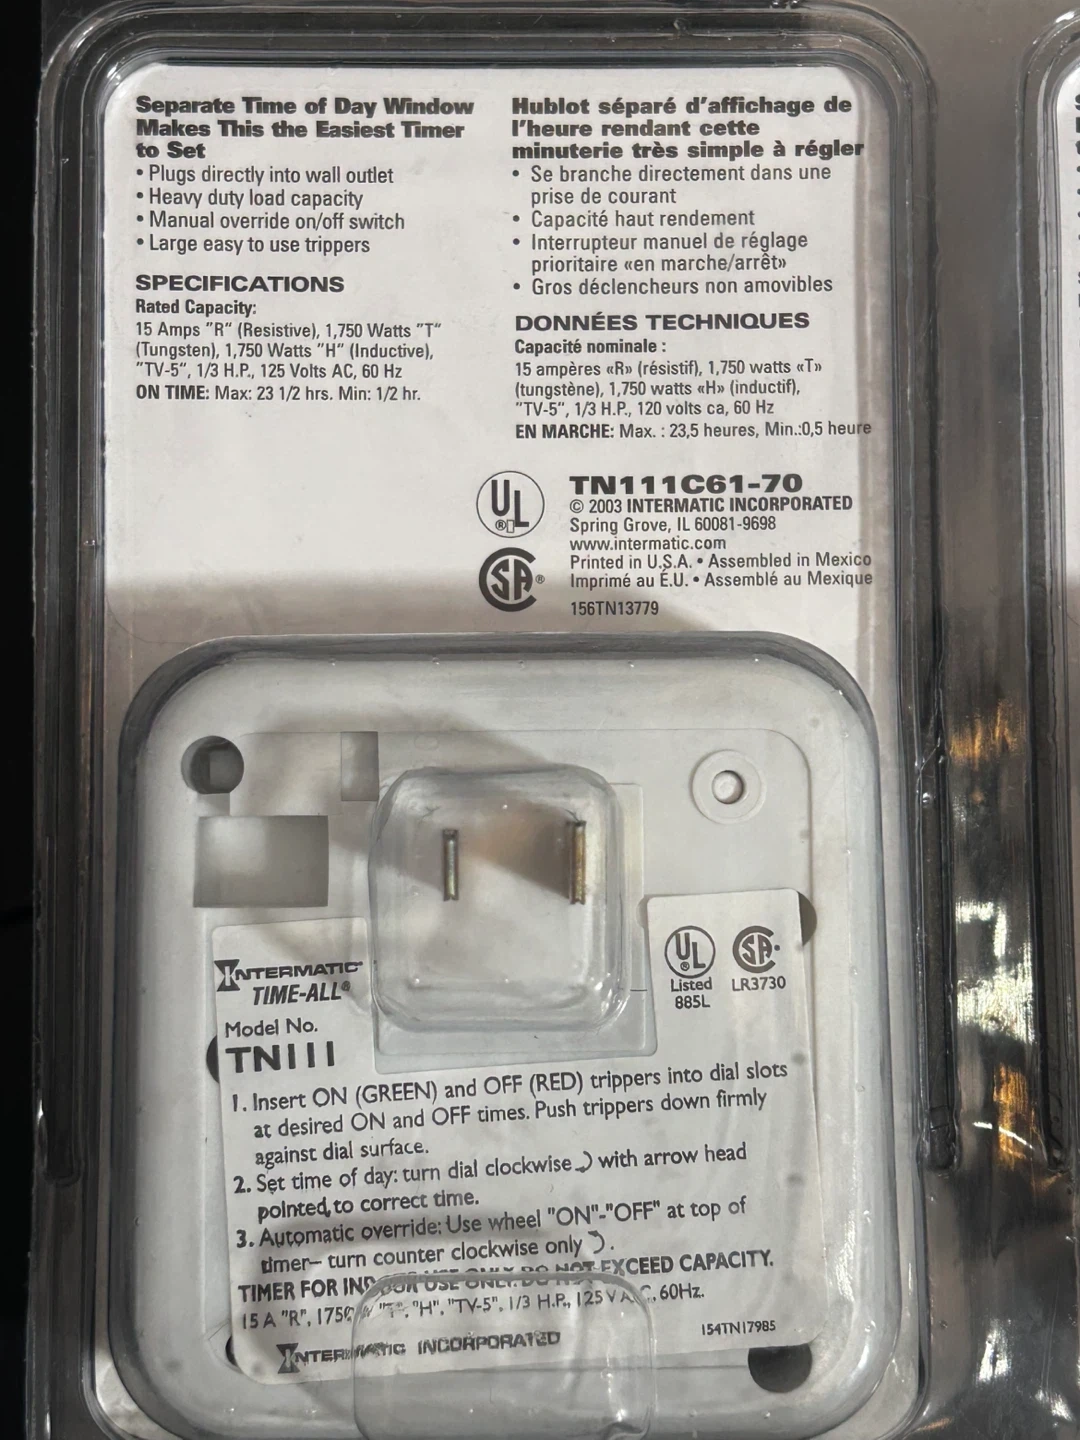 Separate Time of Day Window
Makes This the Easiest Timer
to Set
• Plugs directly into wall outlet
• Heavy duty load capacity
• Manual override on/off switch
• Large easy to use trippers
SPECIFICATIONS
Rated Capacity:
15 Amps "R" (Resistive), 1,750 Watts "T"
(Tungsten), 1,750 Watts "H" (Inductive),
"TV-5", 1/3 H.P., 125 Volts AC, 60 Hz
ON TIME: Max: 23 1/2 hrs. Min: 1/2 hr.
Hublot séparé d'affichage de
l'heure rendant cette
minuterie très simple à régler
• Se branche directement dans une
prise de courant
• Capacité haut rendement
• Interrupteur manuel de réglage
prioritaire «en marche/arrêt»
• Gros déclencheurs non amovibles
DONNÉES TECHNIQUES
Capacité nominale :
15 ampères «R» (résistif), 1,750 watts «T»
(tungstène), 1,750 watts «H» (inductif),
"TV-5", 1/3 H.P., 120 volts ca, 60 Hz
EN MARCHE: Max. : 23,5 heures, Min.:0,5 heure
UL ®
SA ®
TN111C61-70
© 2003 INTERMATIC INCORPORATED
Spring Grove, IL 60081-9698
www.intermatic.com
Printed in U.S.A. • Assembled in Mexico
Imprimé au É.U. • Assemblé au Mexique
156TN13779
INTERMATIC®
TIME-ALL®
Model No.
TN111
UL ®
Listed
885L
SA
LR3730
1. Insert ON (GREEN) and OFF (RED) trippers into dial slots
at desired ON and OFF times. Push trippers down firmly
against dial surface.
2. Set time of day: turn dial clockwise with arrow head
pointed, to correct time.
3. Automatic override: Use wheel "ON"-"OFF" at top of
timer– turn counter clockwise only .
TIMER FOR INDOOR USE ONLY. DO NOT EXCEED CAPACITY.
15 A "R", 1750 W "T", "H", "TV-5", 1/3 H.P., 125 V A.C., 60Hz.
INTERMATIC INCORPORATED
154TN17985